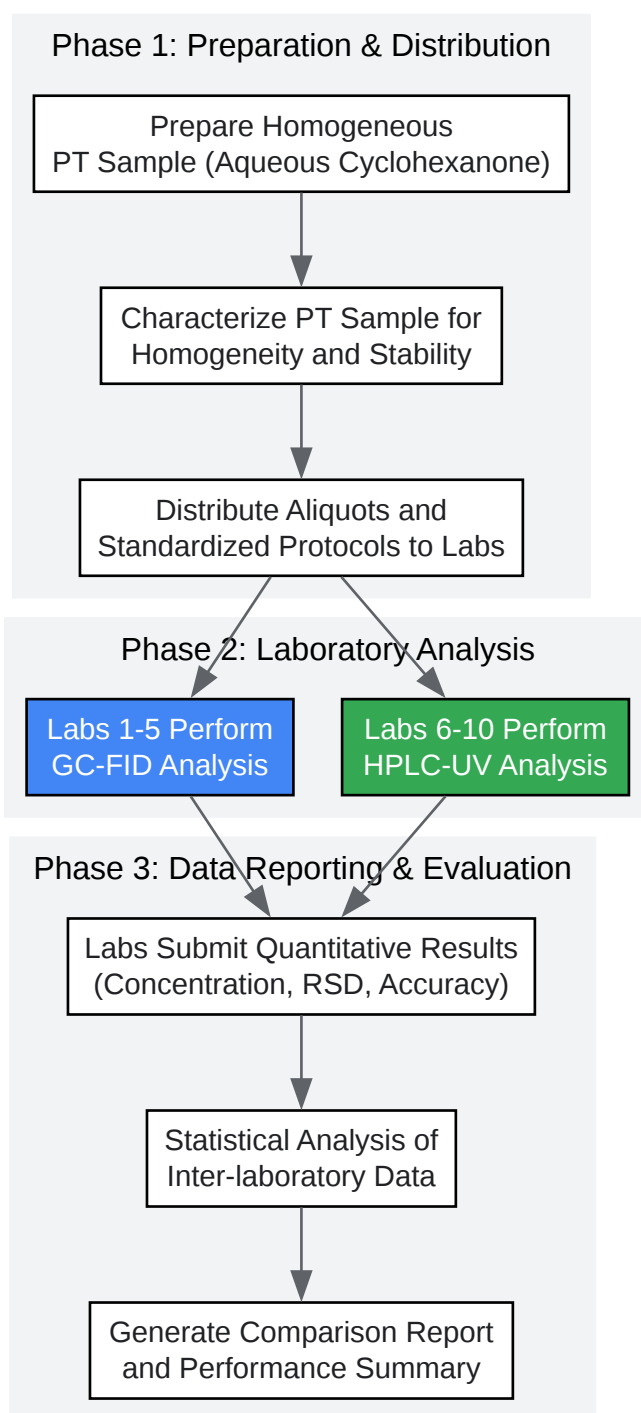 Phase 1: Preparation & Distribution
Prepare Homogeneous
PT Sample (Aqueous Cyclohexanone)
Characterize PT Sample for
Homogeneity and Stability
Distribute Aliquots and
Standardized Protocols to Labs
Phase 2: Laboratory Analysis
Labs 1-5 Perform
GC-FID Analysis
Labs 6-10 Perform
HPLC-UV Analysis
Phase 3: Data Reporting & Evaluation
Labs Submit Quantitative Results
(Concentration, RSD, Accuracy)
Statistical Analysis of
Inter-laboratory Data
Generate Comparison Report
and Performance Summary